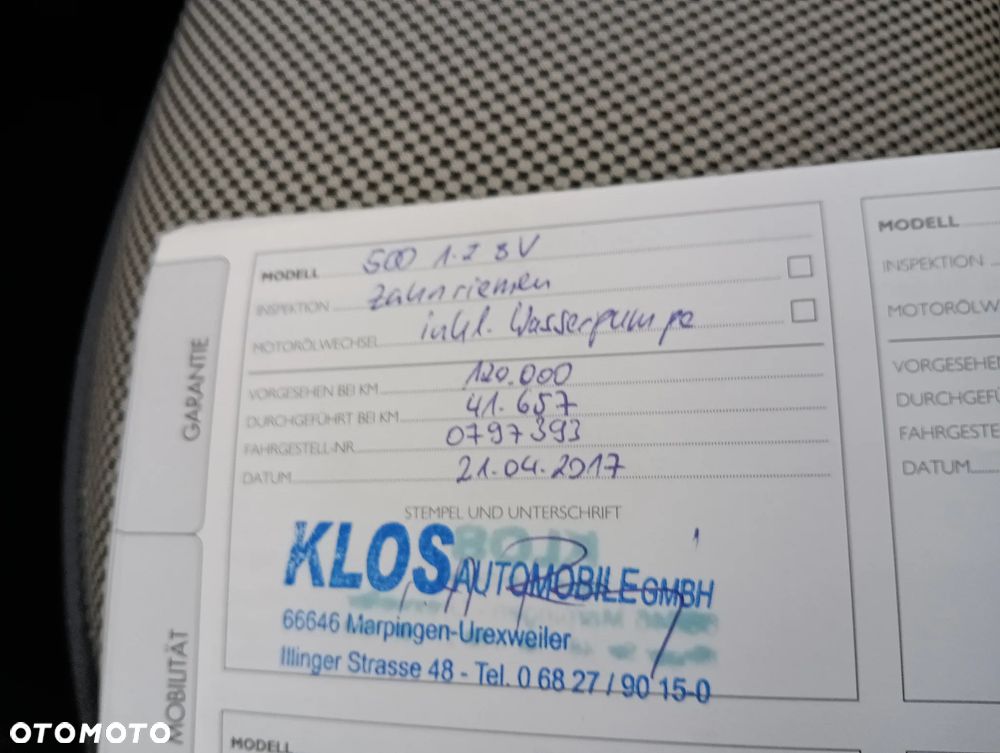 GARANTIE
MOBILITÄT
MODELL 500 1.2 8V
INSPEKTION Zahnriemen
MOTORÖLWECHSEL inkl. Wasserpumpe
VORGESEHEN BEI KM 120.000
DURCHGEFÜHRT BEI KM 41.657
FAHRGESTELL-NR. 0797393
DATUM 21.04.2017
STEMPEL UND UNTERSCHRIFT
KLOS AUTOMOBILE GMBH
66646 Marpingen-Urexweiler
Illinger Strasse 48 - Tel. 0 68 27 / 90 15-0
MODELL
INSPEKTION
MOTORÖLW
VORGESEHE
DURCHGEFÜ
FAHRGESTE
DATUM
MODELL
OTOMOTO